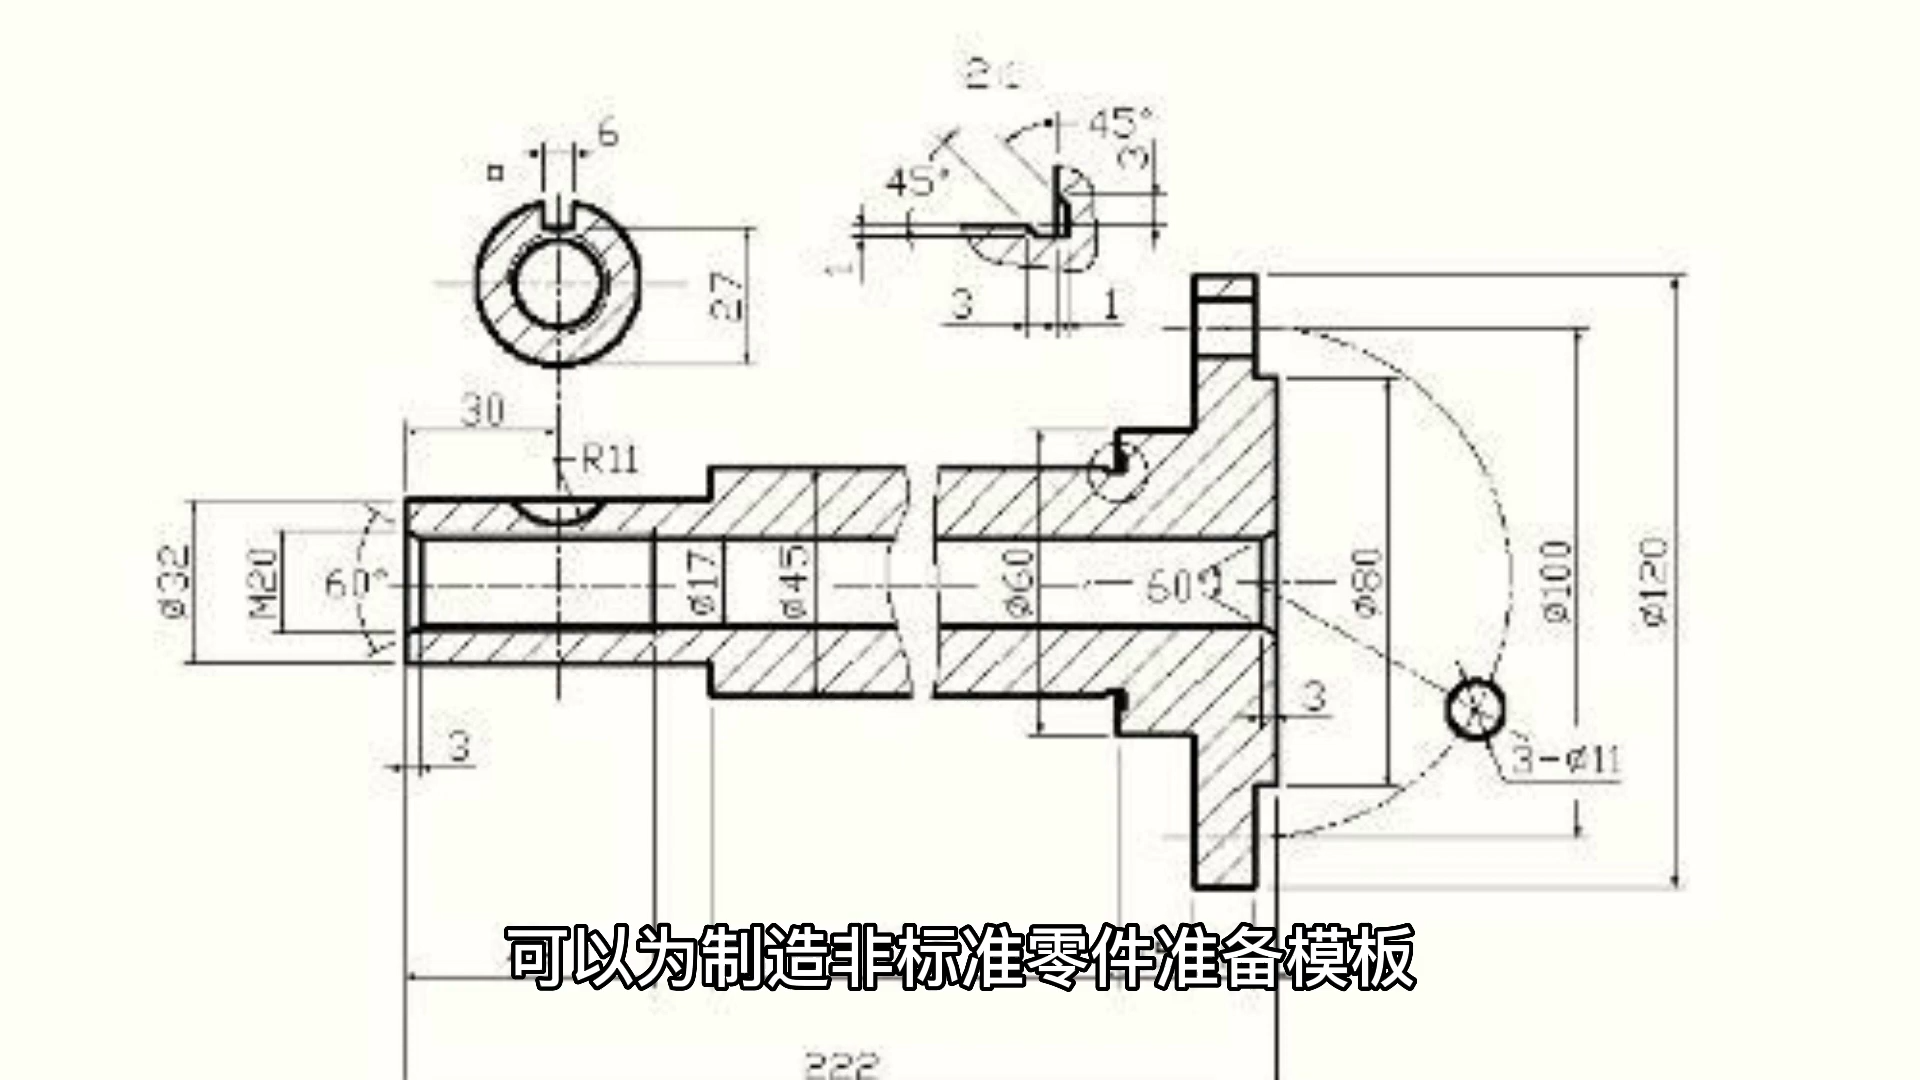 6
45°
45°
3
27
1
3
1
30
R11
ø32
M20
60°
ø17
ø45
ø60
60°
ø80
ø100
ø120
3
3
3-ø11
可以为制造非标准零件准备模板
222